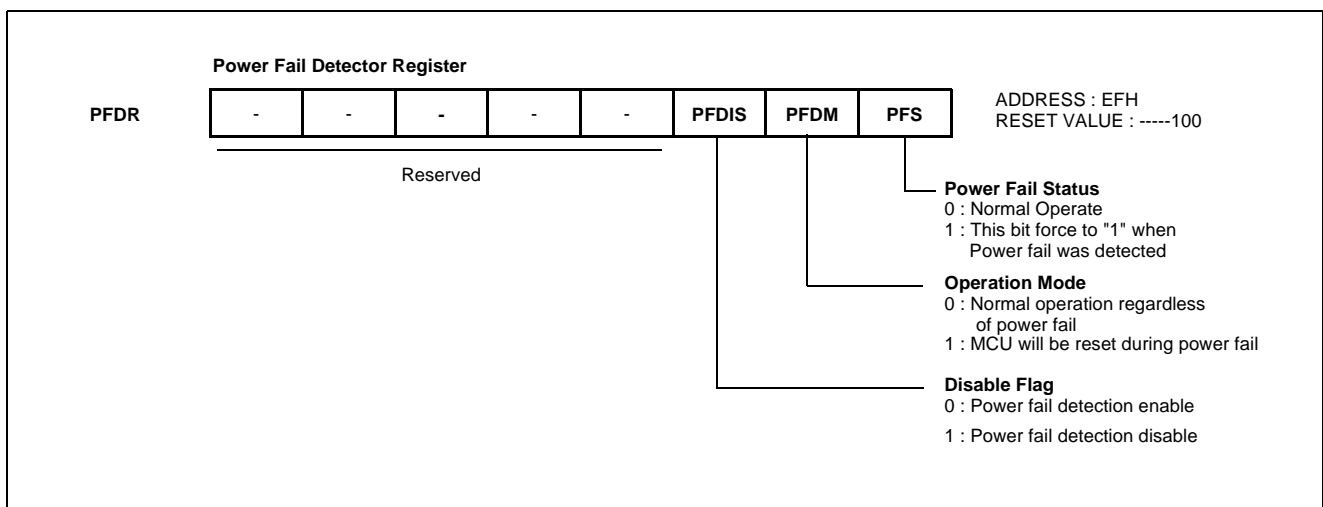 Power Fail Detector Register
PFDR - - - - - PFDIS PFDM PFS
ADDRESS : EFH
RESET VALUE : -----100
Reserved
Power Fail Status
0 : Normal Operate
1 : This bit force to "1" when
Power fail was detected
Operation Mode
0 : Normal operation regardless
of power fail
1 : MCU will be reset during power fail
Disable Flag
0 : Power fail detection enable
1 : Power fail detection disable